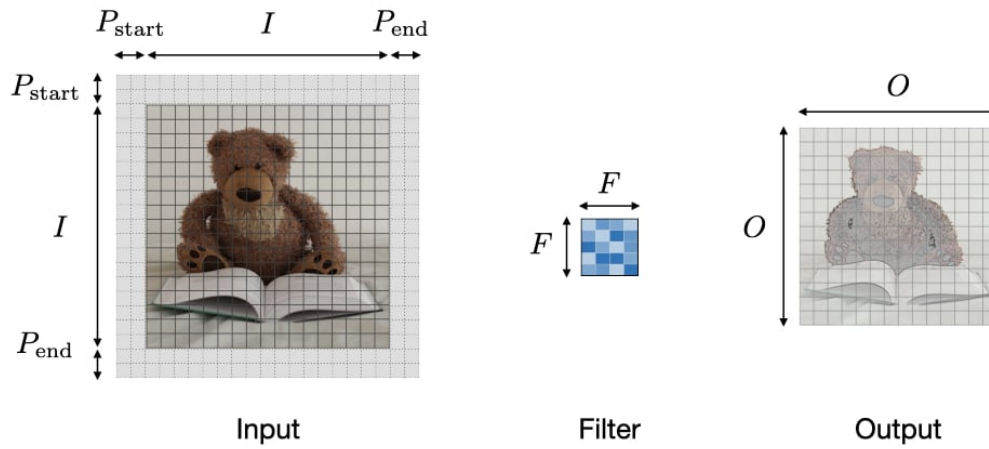 P_start I P_end
P_start
I
P_end
F
F
O
O
Input Filter Output